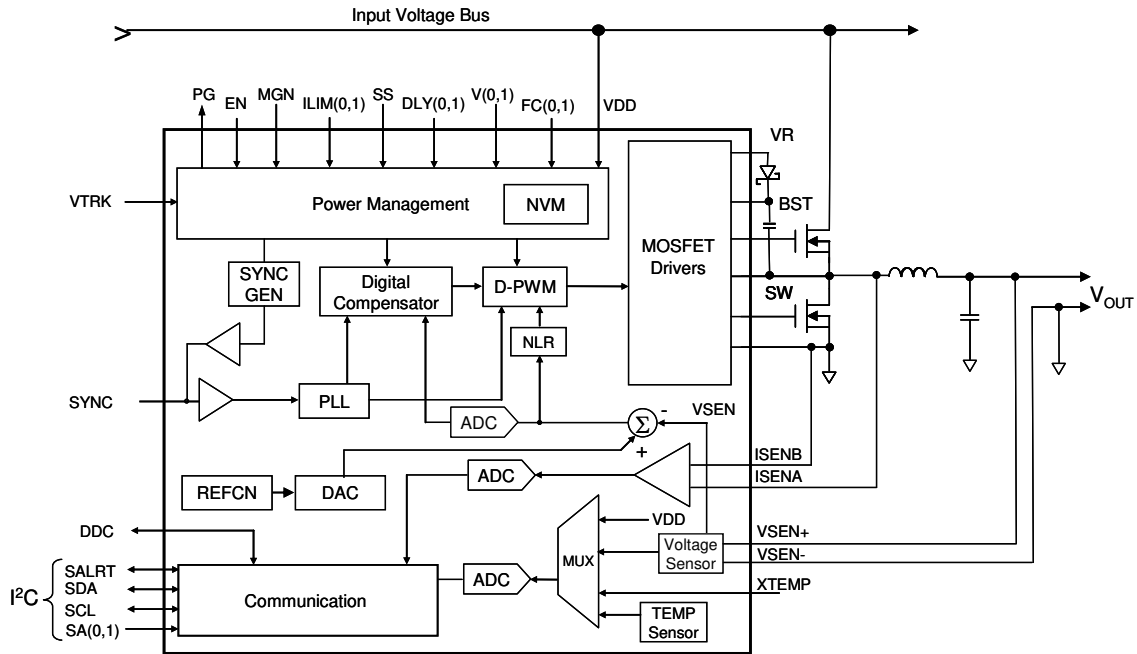 Input Voltage Bus
PG
EN
MGN
ILIM(0,1)
SS
DLY(0,1)
V(0,1)
FC(0,1)
VDD
VR
VTRK
Power Management
NVM
BST
MOSFET
Drivers
SYNC
GEN
Digital
Compensator
D-PWM
SW
VOUT
NLR
SYNC
PLL
ADC
Σ
-
+
VSEN
ISENB
ISENA
ADC
REFCN
DAC
DDC
VDD
MUX
Voltage
Sensor
VSEN+
VSEN-
XTEMP
I²C
SALRT
SDA
SCL
SA(0,1)
Communication
ADC
TEMP
Sensor